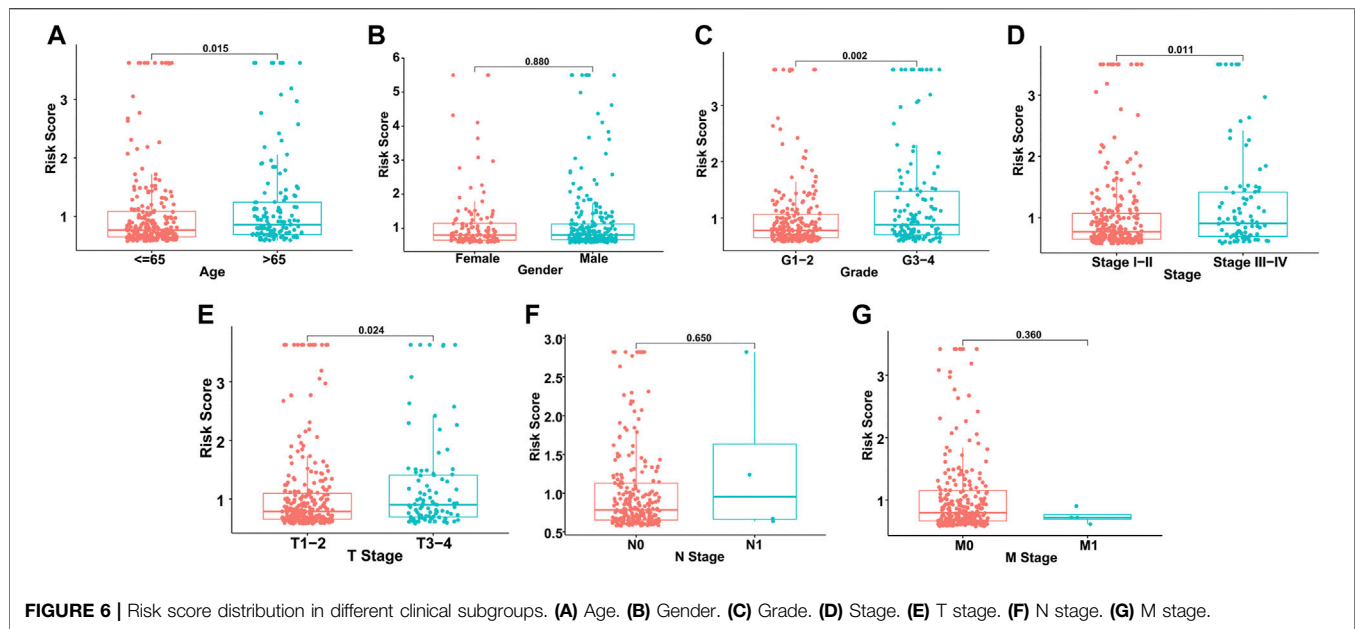 A
0.015
Risk Score
3
2
1
<=65
>65
Age
B
0.880
Risk Score
6
5
4
3
2
1
Female
Male
Gender
C
0.002
Risk Score
3
2
1
G1−2
G3−4
Grade
D
0.011
Risk Score
3
2
1
Stage I−II
Stage III−IV
Stage
E
0.024
Risk Score
3
2
1
T1−2
T3−4
T Stage
F
0.650
Risk Score
3.0
2.5
2.0
1.5
1.0
0.5
N0
N1
N Stage
G
0.360
Risk Score
3
2
1
M0
M1
M Stage
FIGURE 6 | Risk score distribution in different clinical subgroups. (A) Age. (B) Gender. (C) Grade. (D) Stage. (E) T stage. (F) N stage. (G) M stage.